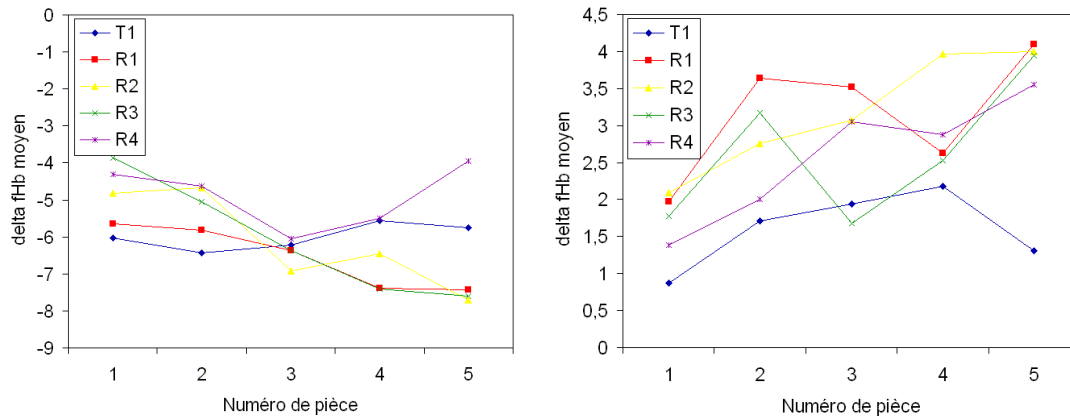 delta fHb moyen
0
-1
-2
-3
-4
-5
-6
-7
-8
-9
T1
R1
R2
R3
R4
1 2 3 4 5
Numéro de pièce
delta fHb moyen
4,5
4
3,5
3
2,5
2
1,5
1
0,5
0
T1
R1
R2
R3
R4
1 2 3 4 5
Numéro de pièce